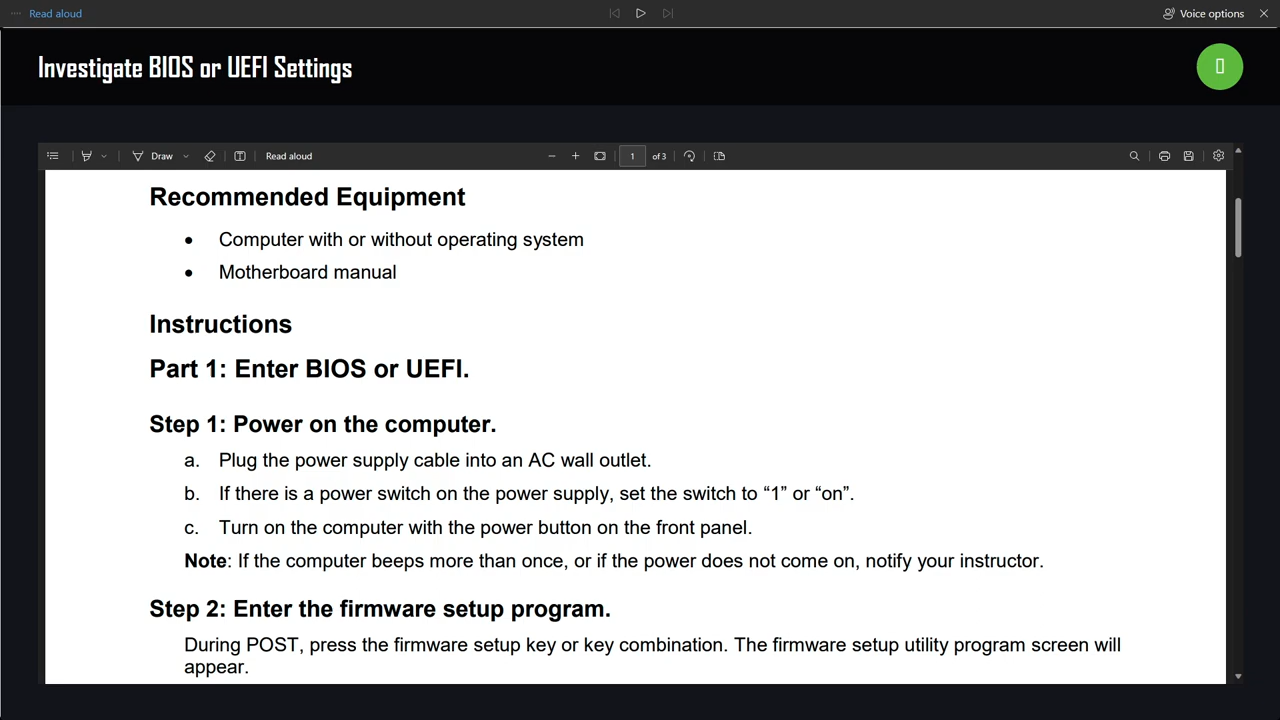 Read aloud
Voice options
Investigate BIOS or UEFI Settings
Draw
Read aloud
1 of 3
Recommended Equipment
• Computer with or without operating system
• Motherboard manual
Instructions
Part 1: Enter BIOS or UEFI.
Step 1: Power on the computer.
a. Plug the power supply cable into an AC wall outlet.
b. If there is a power switch on the power supply, set the switch to “1” or “on”.
c. Turn on the computer with the power button on the front panel.
Note: If the computer beeps more than once, or if the power does not come on, notify your instructor.
Step 2: Enter the firmware setup program.
During POST, press the firmware setup key or key combination. The firmware setup utility program screen will
appear.